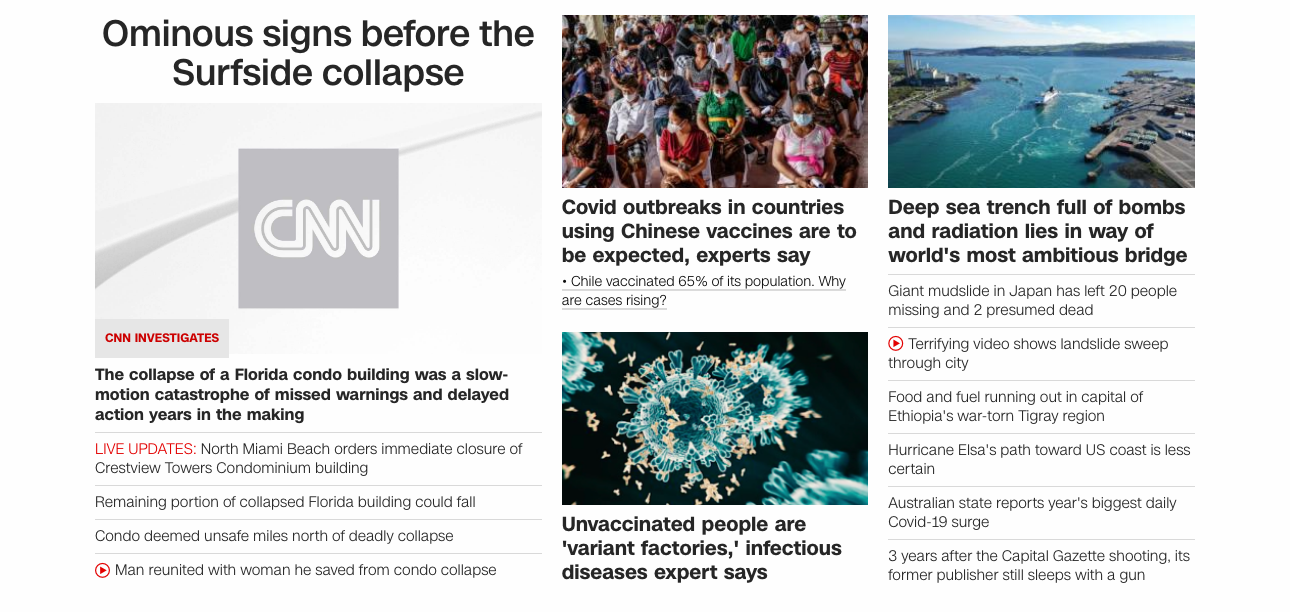 Ominous signs before the
Surfside collapse
CNN
CNN INVESTIGATES
The collapse of a Florida condo building was a slow-
motion catastrophe of missed warnings and delayed
action years in the making
LIVE UPDATES: North Miami Beach orders immediate closure of
Crestview Towers Condominium building
Remaining portion of collapsed Florida building could fall
Condo deemed unsafe miles north of deadly collapse
Man reunited with woman he saved from condo collapse
Covid outbreaks in countries
using Chinese vaccines are to
be expected, experts say
• Chile vaccinated 65% of its population. Why
are cases rising?
Unvaccinated people are
'variant factories,' infectious
diseases expert says
Deep sea trench full of bombs
and radiation lies in way of
world's most ambitious bridge
Giant mudslide in Japan has left 20 people
missing and 2 presumed dead
Terrifying video shows landslide sweep
through city
Food and fuel running out in capital of
Ethiopia's war-torn Tigray region
Hurricane Elsa's path toward US coast is less
certain
Australian state reports year's biggest daily
Covid-19 surge
3 years after the Capital Gazette shooting, its
former publisher still sleeps with a gun